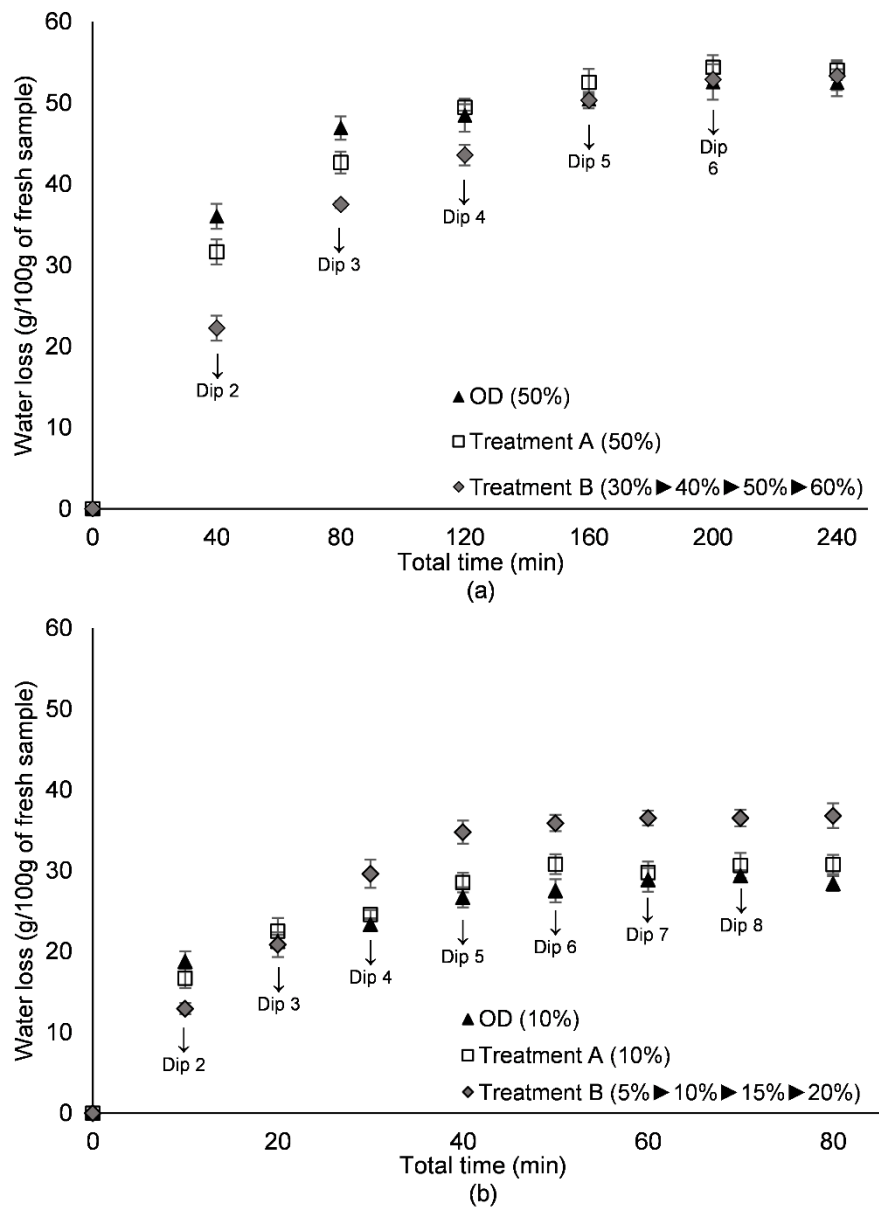 Water loss (g/100g of fresh sample)
60
50
40
30
20
10
0
Dip 2
Dip 3
Dip 4
Dip 5
Dip
6
▲ OD (50%)
□ Treatment A (50%)
◆ Treatment B (30%►40%►50%►60%)
0 40 80 120 160 200 240
Total time (min)
(a)
Water loss (g/100g of fresh sample)
60
50
40
30
20
10
0
Dip 2
Dip 3
Dip 4
Dip 5
Dip 6
Dip 7
Dip 8
▲ OD (10%)
□ Treatment A (10%)
◆ Treatment B (5%►10%►15%►20%)
0 20 40 60 80
Total time (min)
(b)